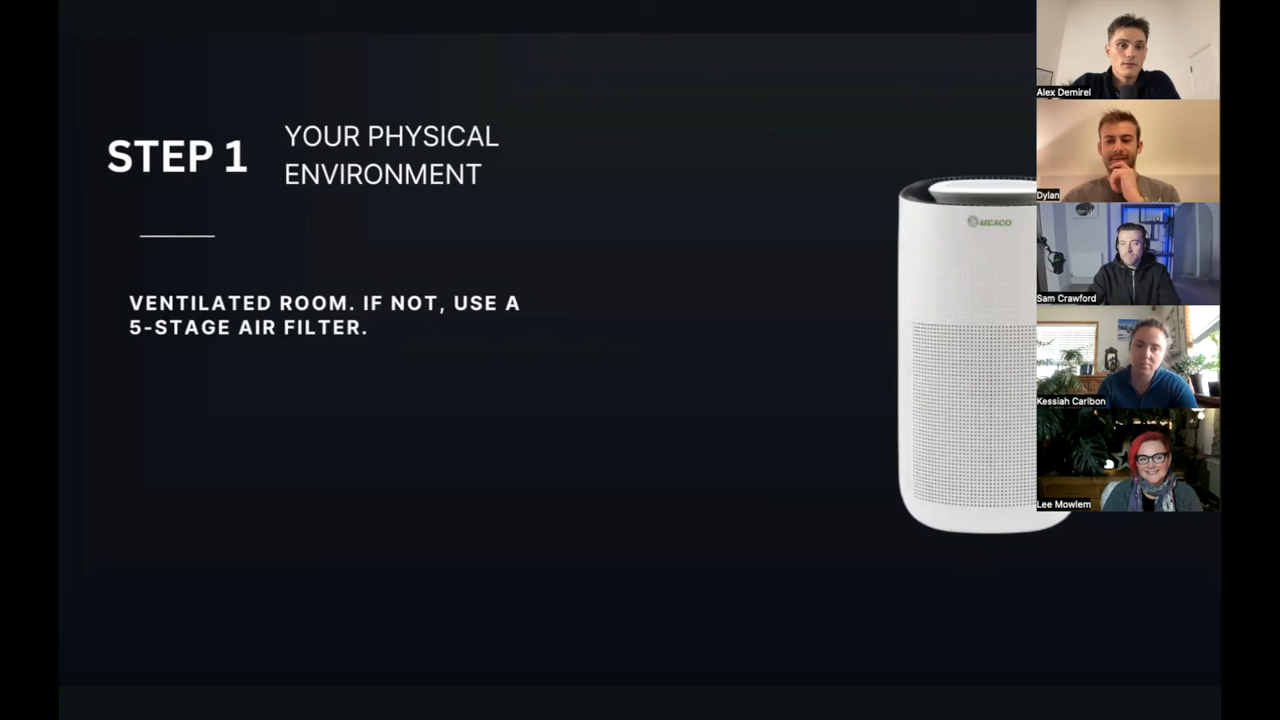 STEP 1
YOUR PHYSICAL
ENVIRONMENT
VENTILATED ROOM. IF NOT, USE A
5-STAGE AIR FILTER.
MEACO
Alex Demirel
Dylan
Sam Crawford
Kessiah Carlbon
Lee Mowlem